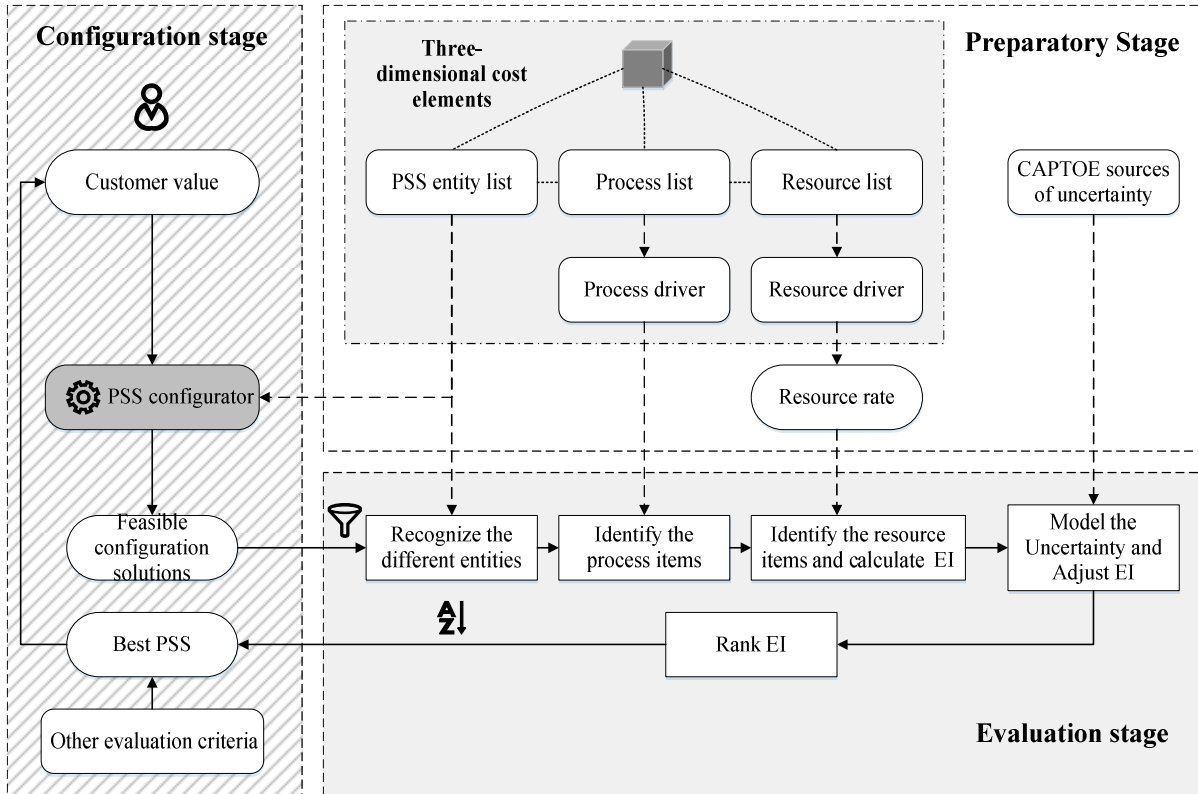 Configuration stage
Three-
dimensional cost
elements
Preparatory Stage
Customer value
PSS entity list
Process list
Resource list
CAPTOE sources
of uncertainty
Process driver
Resource driver
PSS configurator
Resource rate
Feasible
configuration
solutions
Recognize the
different entities
Identify the
process items
Identify the resource
items and calculate EI
Model the
Uncertainty and
Adjust EI
A
Z
Best PSS
Rank EI
Other evaluation criteria
Evaluation stage